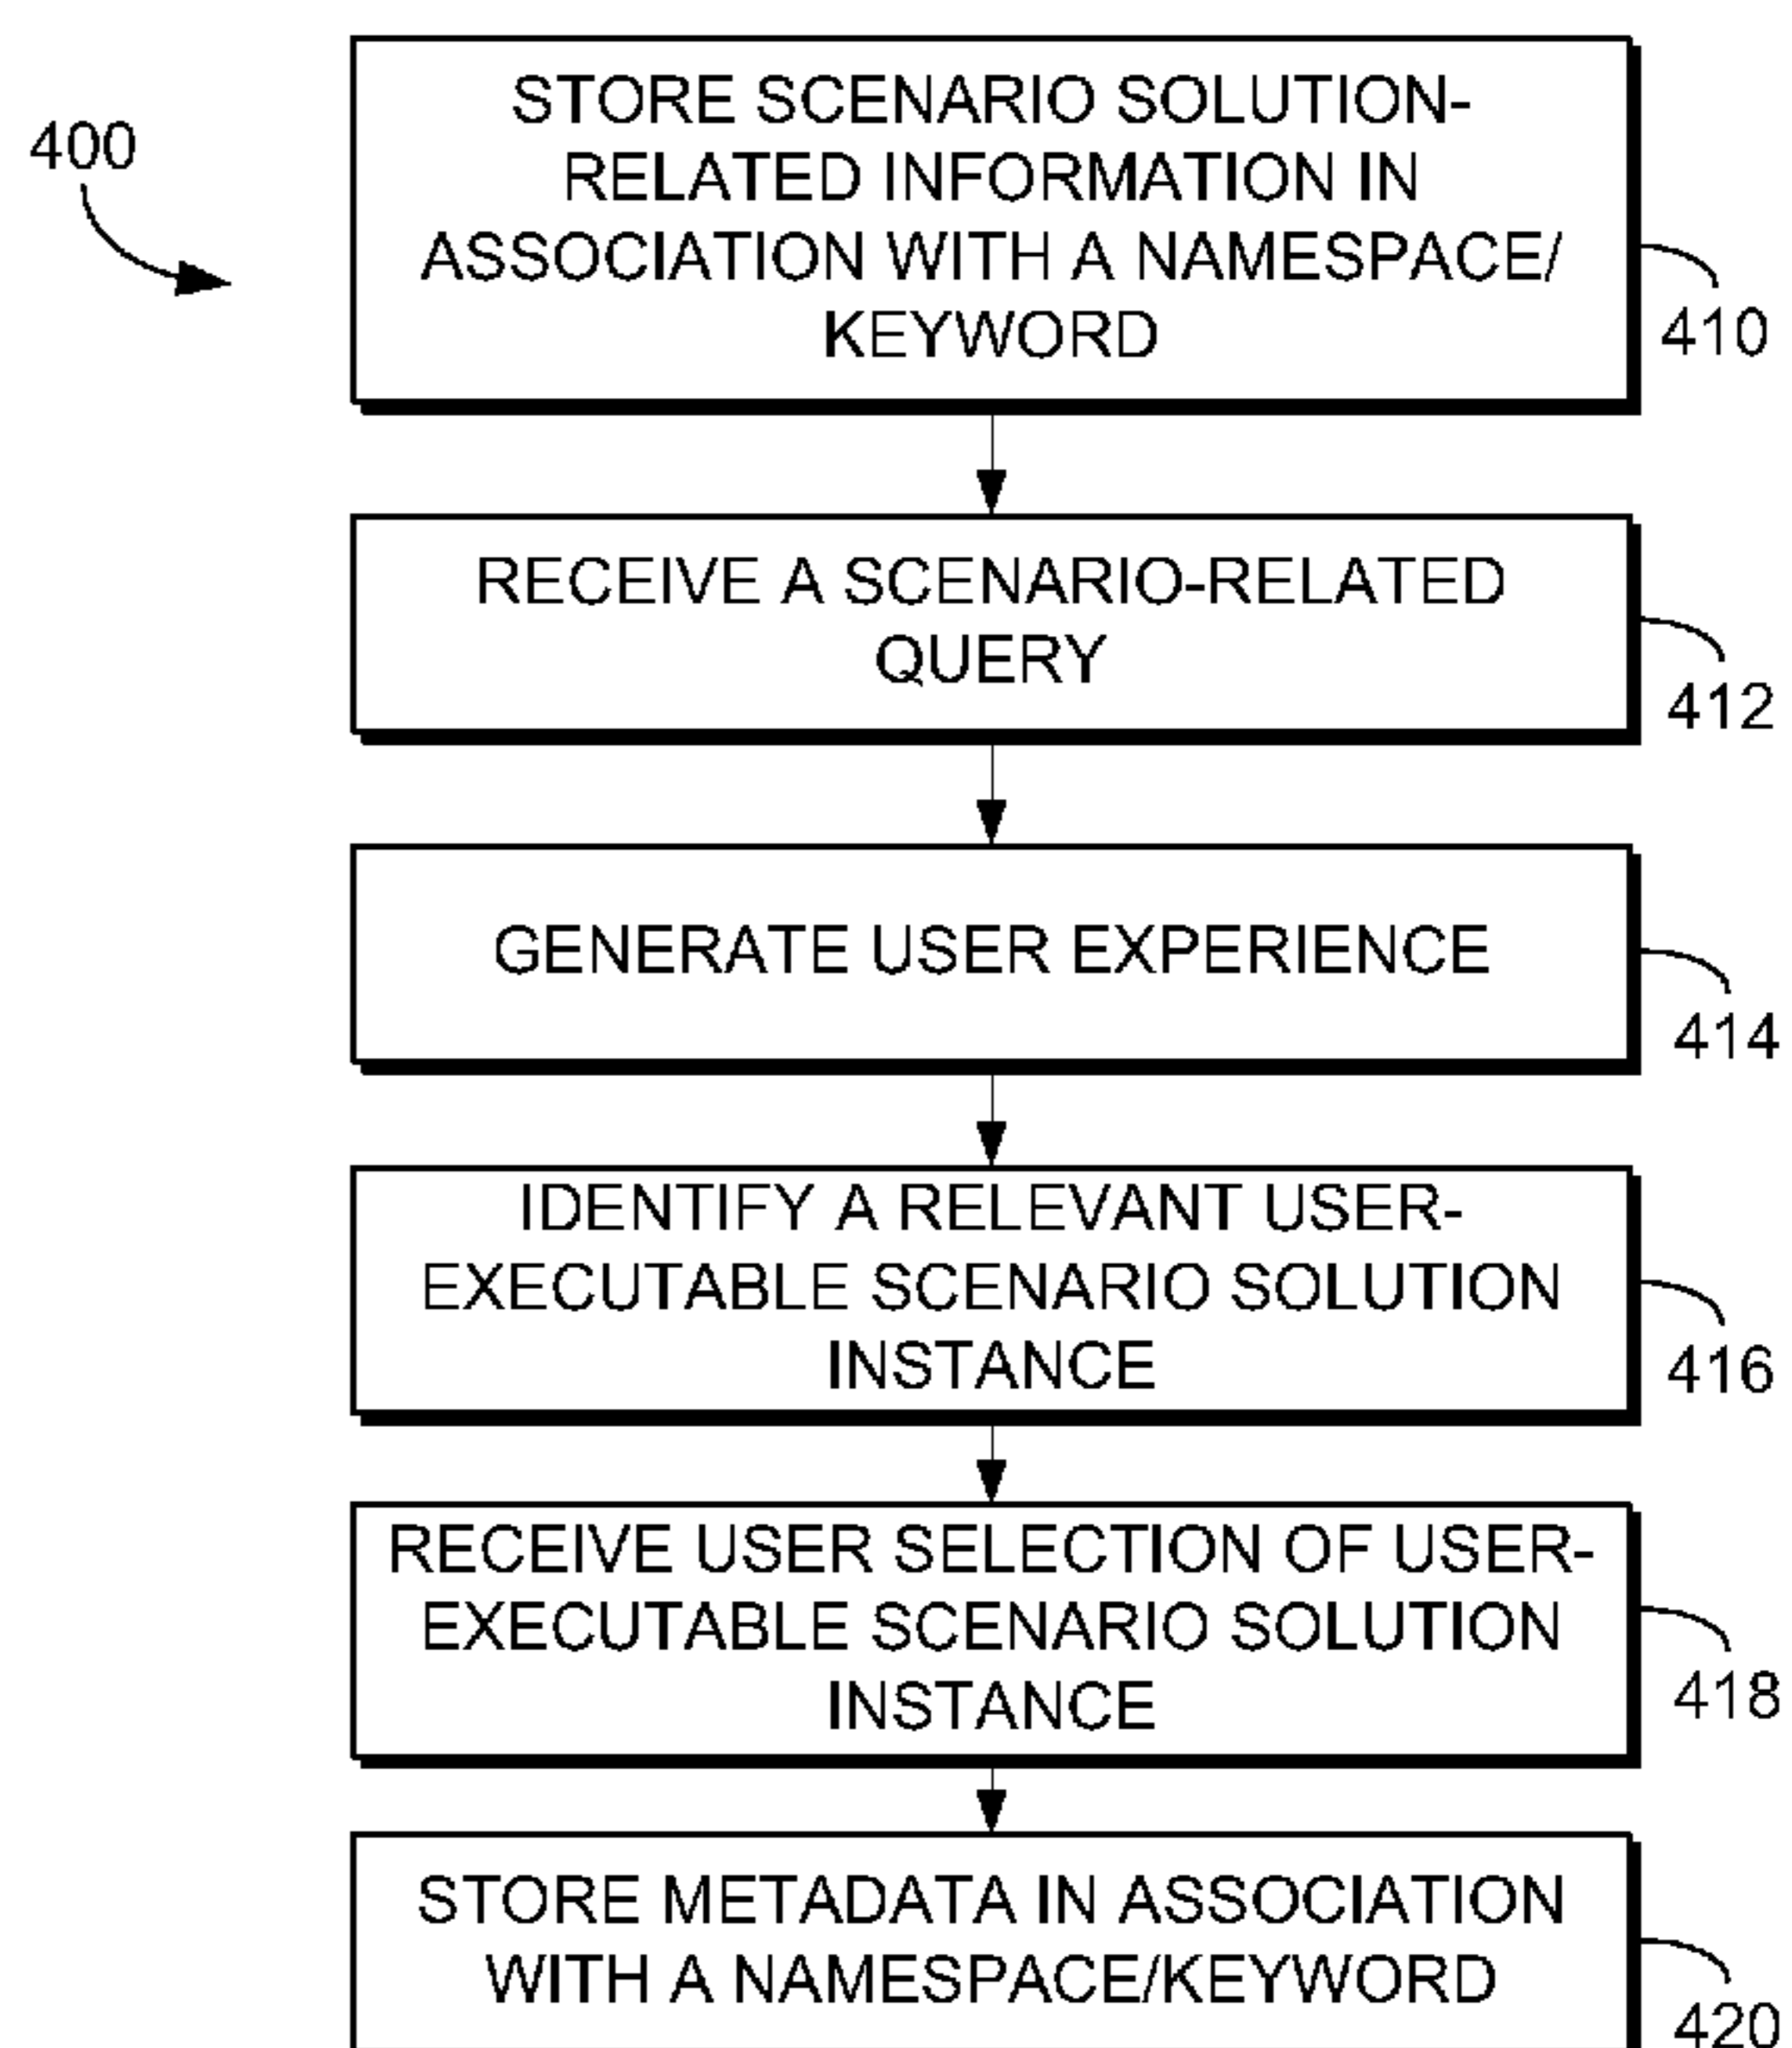 400
STORE SCENARIO SOLUTION-
RELATED INFORMATION IN
ASSOCIATION WITH A NAMESPACE/
KEYWORD
410
RECEIVE A SCENARIO-RELATED
QUERY
412
GENERATE USER EXPERIENCE
414
IDENTIFY A RELEVANT USER-
EXECUTABLE SCENARIO SOLUTION
INSTANCE
416
RECEIVE USER SELECTION OF USER-
EXECUTABLE SCENARIO SOLUTION
INSTANCE
418
STORE METADATA IN ASSOCIATION
WITH A NAMESPACE/KEYWORD
420